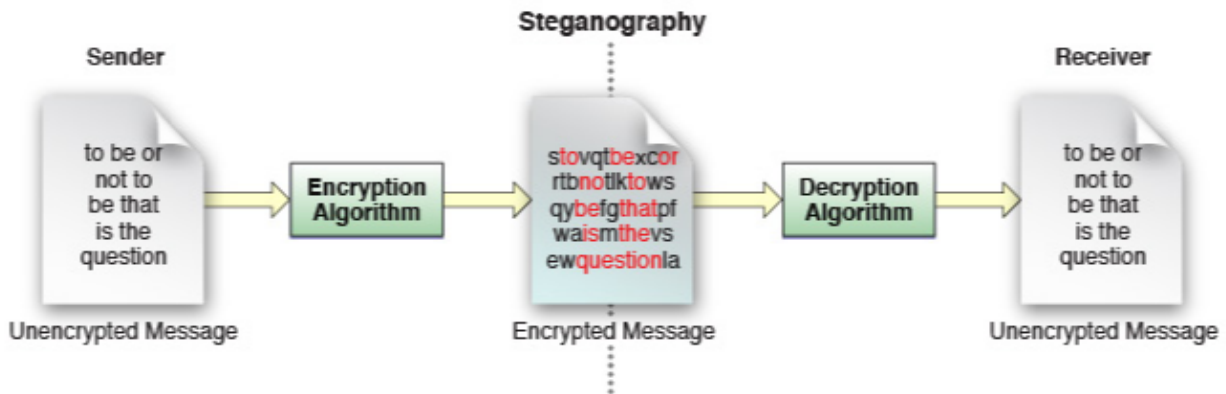 Steganography
Sender
Receiver
to be or
not to
be that
is the
question
Encryption
Algorithm
stovqtbexcor
rtbnotlktows
qybefgthatpf
waismthevs
ewquestionla
Decryption
Algorithm
to be or
not to
be that
is the
question
Unencrypted Message
Encrypted Message
Unencrypted Message